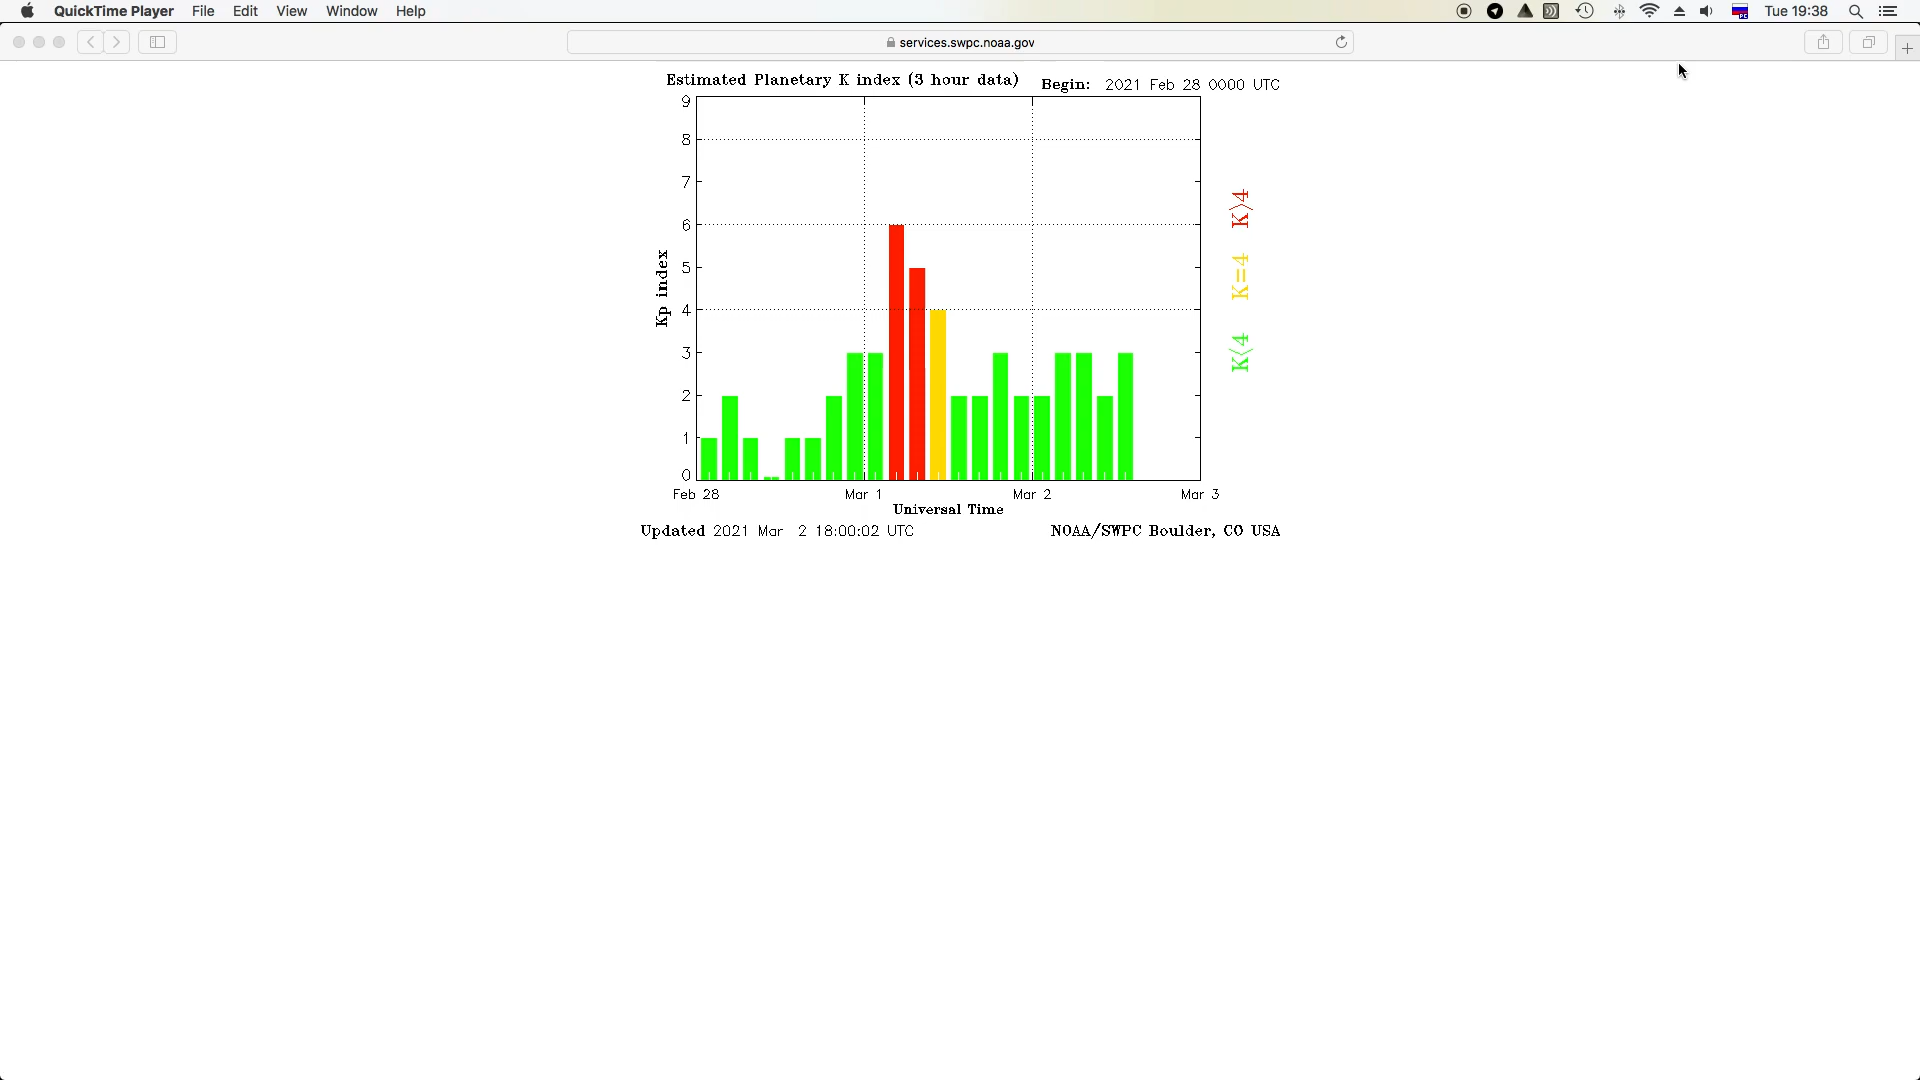 QuickTime Player File Edit View Window Help Tue 19:38
services.swpc.noaa.gov
Estimated Planetary K index (3 hour data) Begin: 2021 Feb 28 0000 UTC
9
8
7
6
5
4
3
2
1
0
Kp index
K>4
K=4
K<4
Feb 28 Mar 1 Mar 2 Mar 3
Universal Time
Updated 2021 Mar 2 18:00:02 UTC NOAA/SWPC Boulder, CO USA